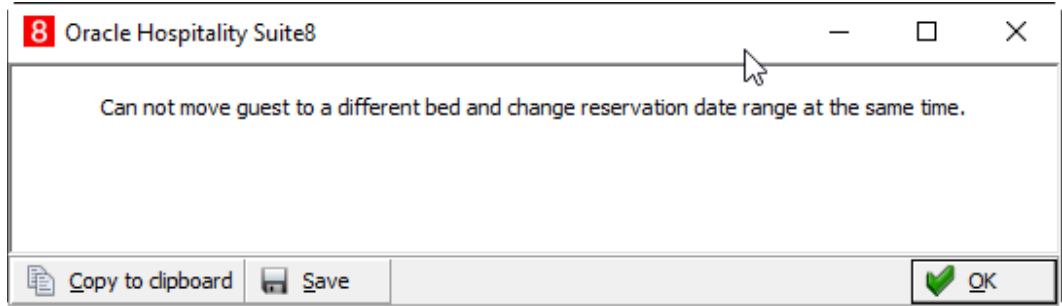 8 Oracle Hospitality Suite8
Can not move guest to a different bed and change reservation date range at the same time.
Copy to clipboard Save OK